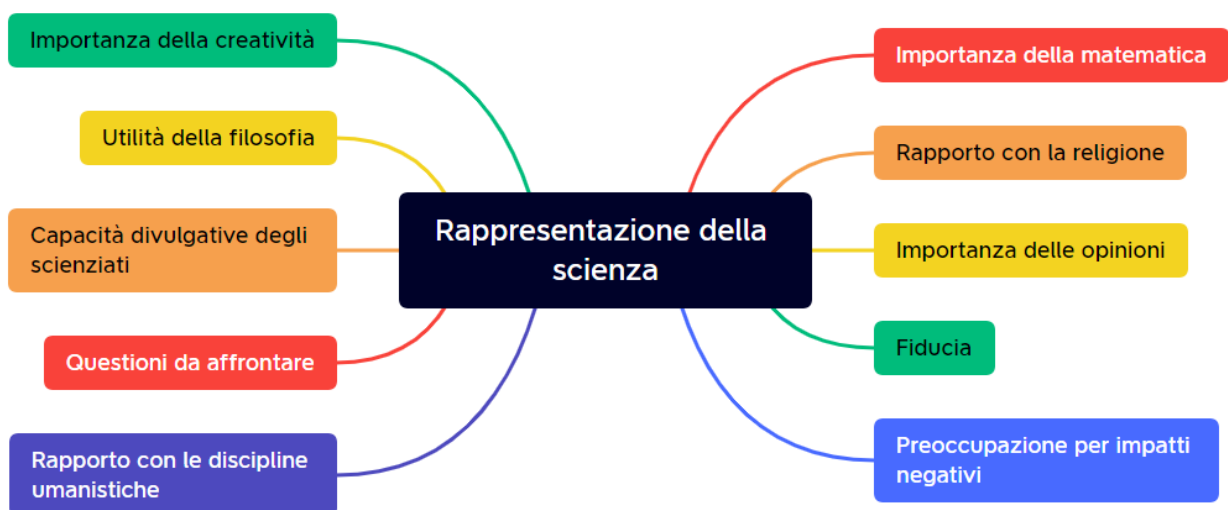 Importanza della creatività
Utilità della filosofia
Capacità divulgative degli
scienziati
Questioni da affrontare
Rapporto con le discipline
umanistiche
Rappresentazione della
scienza
Importanza della matematica
Rapporto con la religione
Importanza delle opinioni
Fiducia
Preoccupazione per impatti
negativi